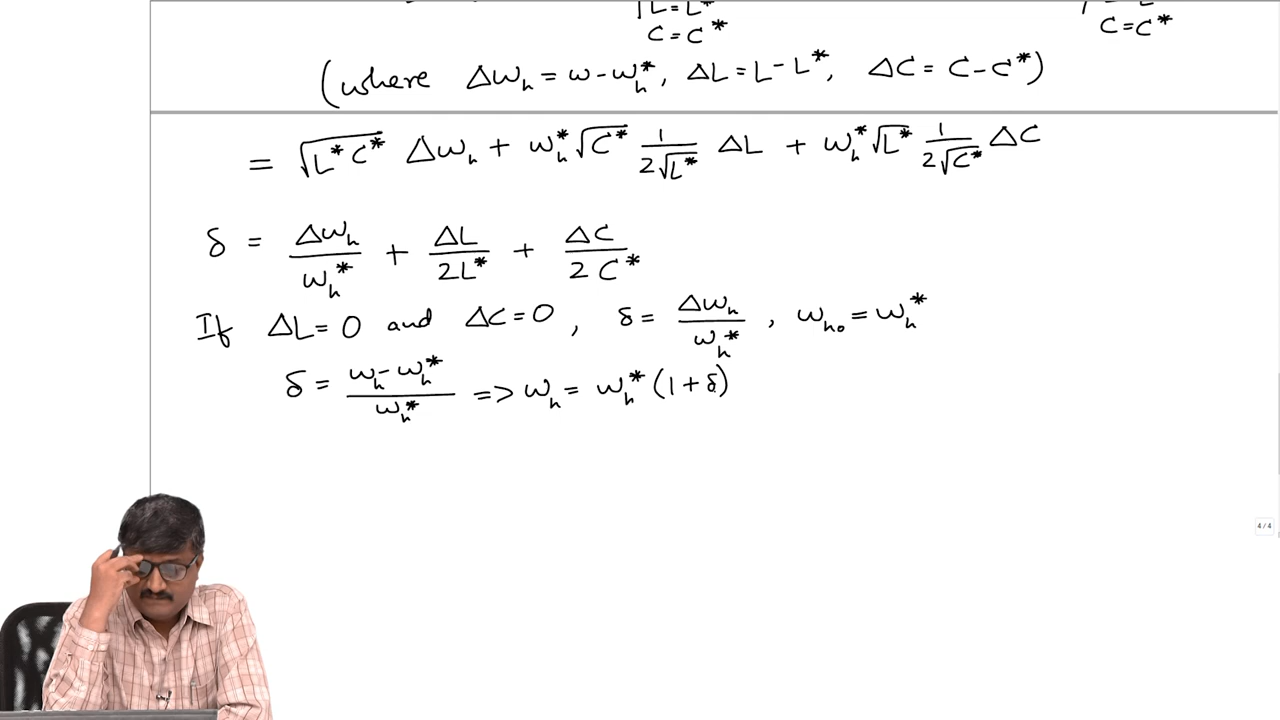 √L = L* C = C*
C = C*
(where Δω_h = ω - ω_h*, ΔL = L - L*, ΔC = C - C*)
= √(L* C*) Δω_h + ω_h* √C* 1/(2√L*) ΔL + ω_h* √L* 1/(2√C*) ΔC
δ = Δω_h/ω_h* + ΔL/(2L*) + ΔC/(2C*)
If ΔL = 0 and ΔC = 0, δ = Δω_h/ω_h*, ω_ho = ω_h*
δ = (ω_h - ω_h*)/ω_h* => ω_h = ω_h* (1 + δ)
4/4